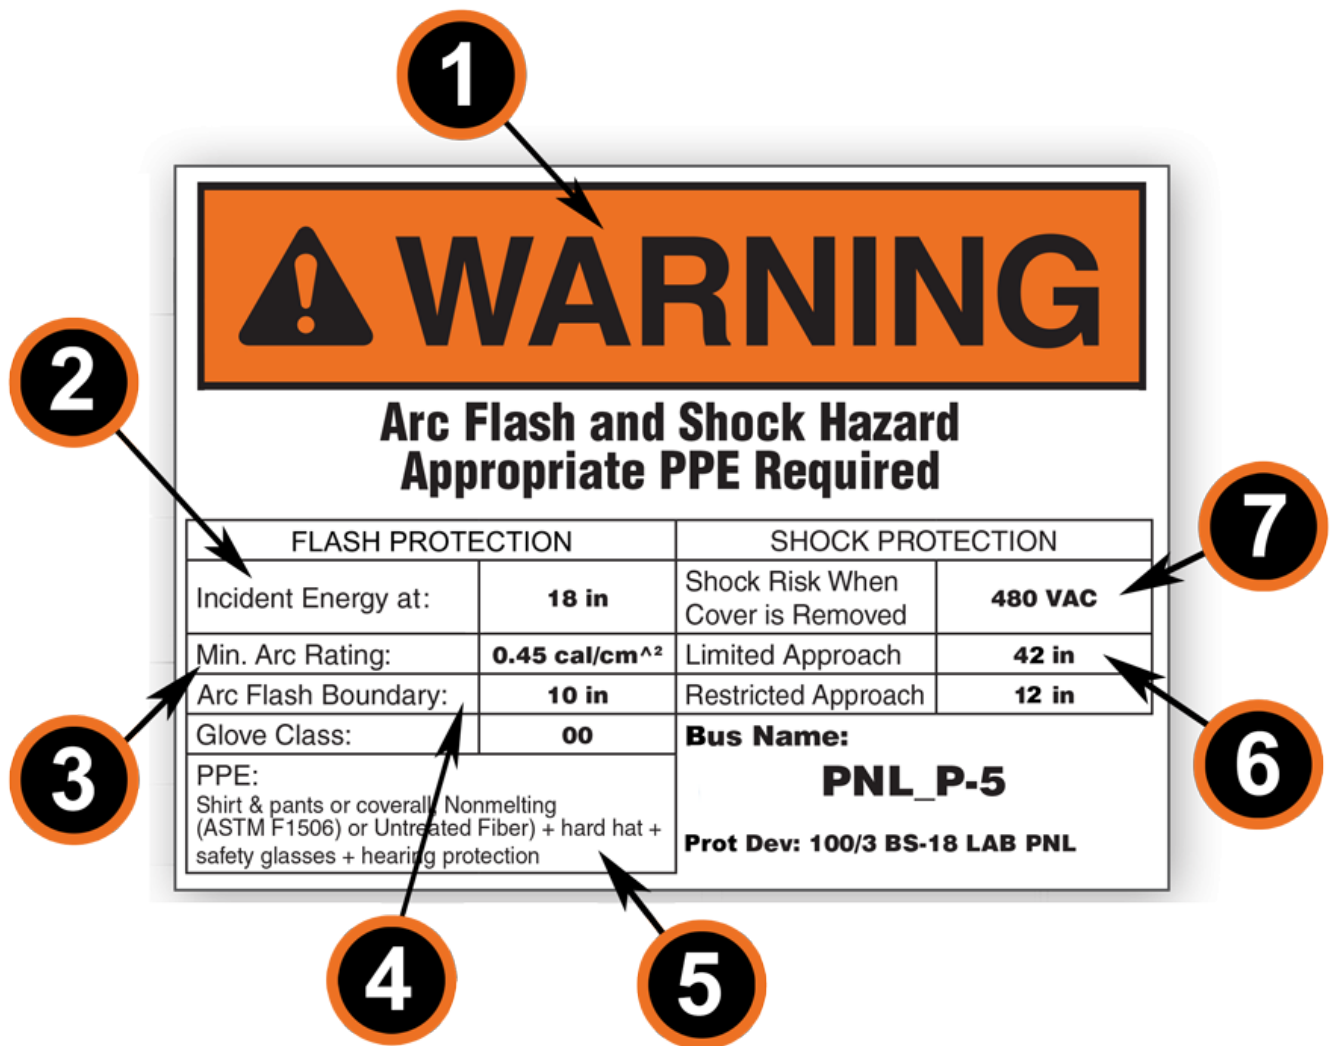 1
WARNING
2
Arc Flash and Shock Hazard
Appropriate PPE Required
7
FLASH PROTECTION
SHOCK PROTECTION
Incident Energy at:
18 in
Shock Risk When
Cover is Removed
480 VAC
Min. Arc Rating:
0.45 cal/cm^²
Limited Approach
42 in
Arc Flash Boundary:
10 in
Restricted Approach
12 in
3
6
Glove Class:
00
Bus Name:
PNL_P-5
PPE:
Shirt & pants or coverall, Nonmelting
(ASTM F1506) or Untreated Fiber) + hard hat +
safety glasses + hearing protection
Prot Dev: 100/3 BS-18 LAB PNL
4
5